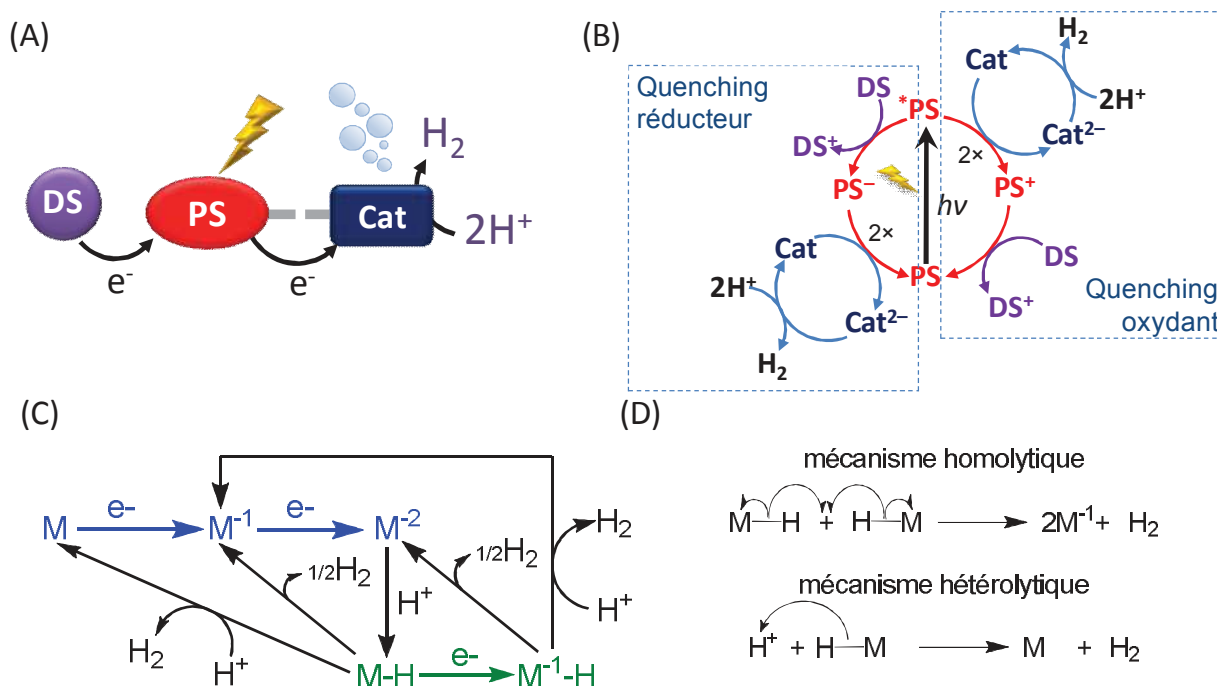 (A)
DS
PS
Cat
H₂
2H⁺
e⁻
e⁻
(B)
Quenching
réducteur
DS
DS⁺
*PS
PS⁻
2×
hν
PS
Cat
2H⁺
Cat²⁻
H₂
H₂
Cat
2H⁺
Cat²⁻
2×
PS⁺
DS
DS⁺
Quenching
oxydant
(C)
M e- M⁻¹ e- M⁻²
H₂
1/2H₂
H⁺
1/2H₂
H⁺
H₂
H⁺
M-H e- M⁻¹-H
(D)
mécanisme homolytique
M—H + H—M 2M⁻¹+ H₂
mécanisme hétérolytique
H⁺ + H—M M + H₂